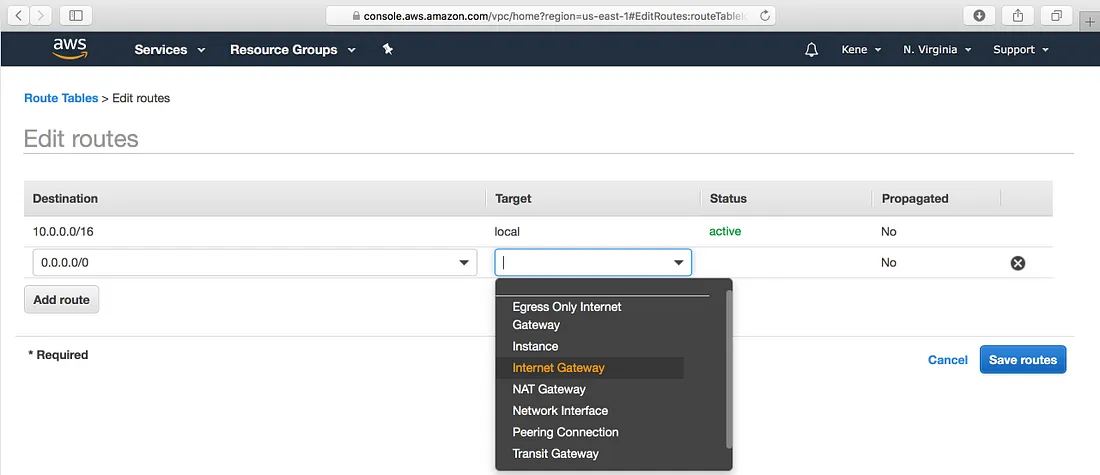 console.aws.amazon.com/vpc/home?region=us-east-1#EditRoutes:routeTableI
aws Services Resource Groups Kene N. Virginia Support
Route Tables > Edit routes
Edit routes
Destination Target Status Propagated
10.0.0.0/16 local active No
0.0.0.0/0 No
Add route
Egress Only Internet
Gateway
Instance
Internet Gateway
NAT Gateway
Network Interface
Peering Connection
Transit Gateway
* Required
Cancel Save routes